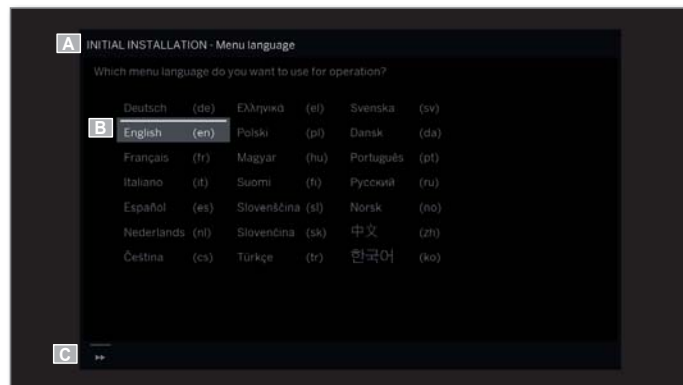 A INITIAL INSTALLATION - Menu language
Which menu language do you want to use for operation?
Deutsch (de) Ελληνικά (el) Svenska (sv)
B English (en) Polski (pl) Dansk (da)
Français (fr) Magyar (hu) Português (pt)
Italiano (it) Suomi (fi) Русский (ru)
Español (es) Slovenščina (sl) Norsk (no)
Nederlands (nl) Slovenčina (sk) 中文 (zh)
Čeština (cs) Türkçe (tr) 한국어 (ko)
C